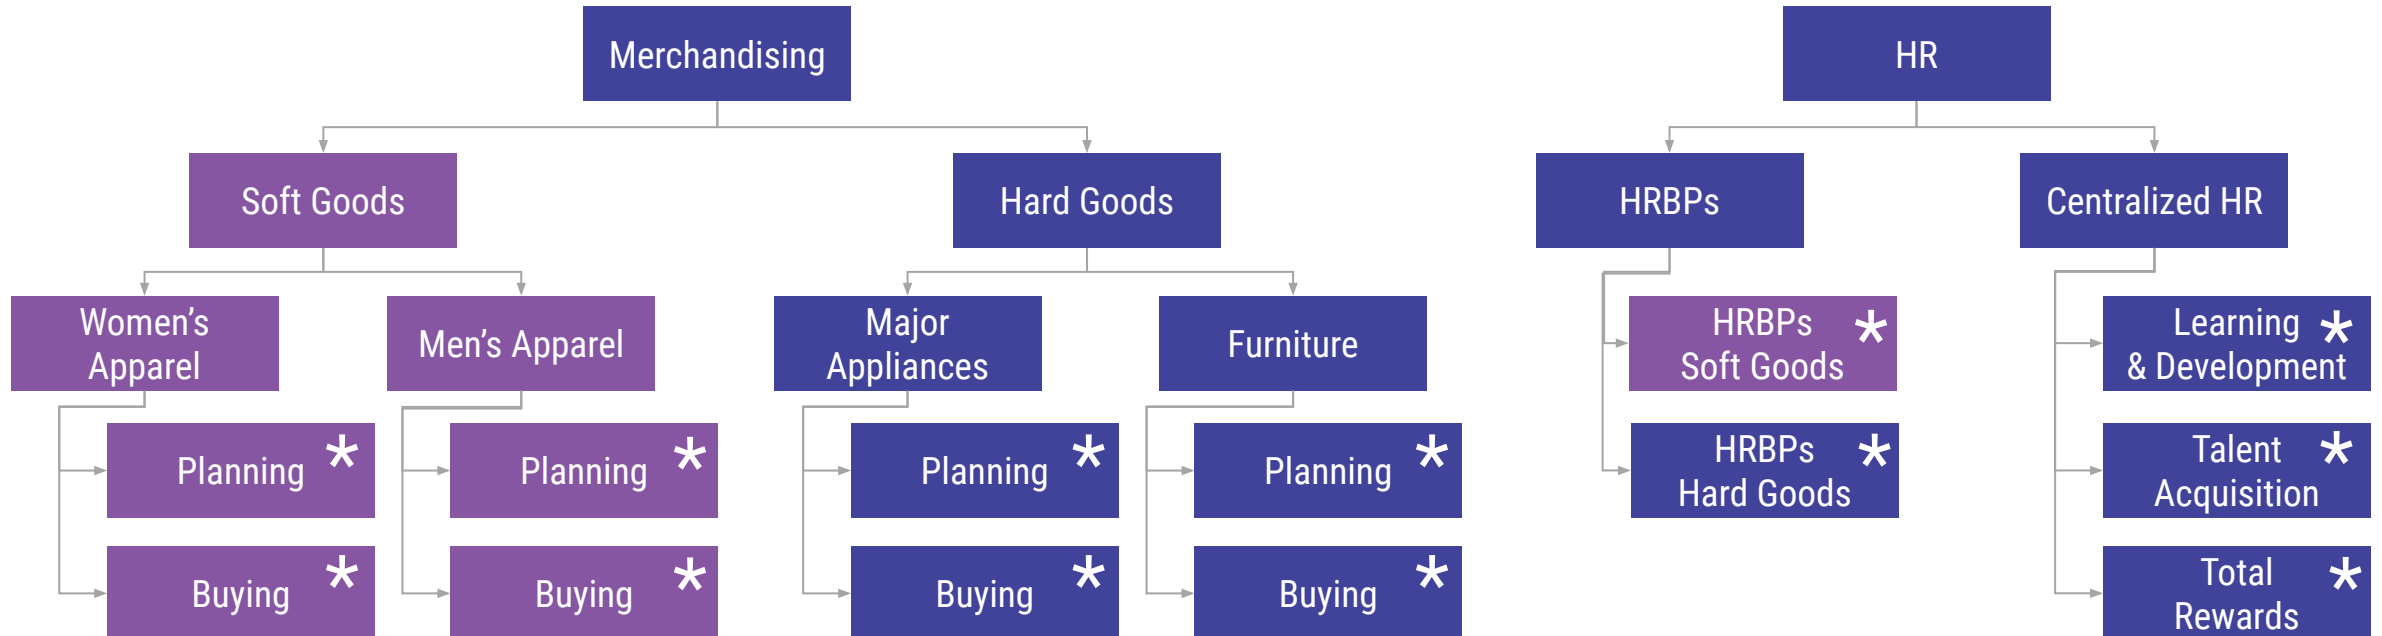 Merchandising
HR
Soft Goods
Hard Goods
HRBPs
Centralized HR
Women’s
Apparel
Men’s Apparel
Major
Appliances
Furniture
HRBPs
Soft Goods
*
Learning
& Development
*
Planning
*
Planning
*
Planning
*
Planning
*
HRBPs
Hard Goods
*
Talent
Acquisition
*
Buying
*
Buying
*
Buying
*
Buying
*
Total
Rewards
*